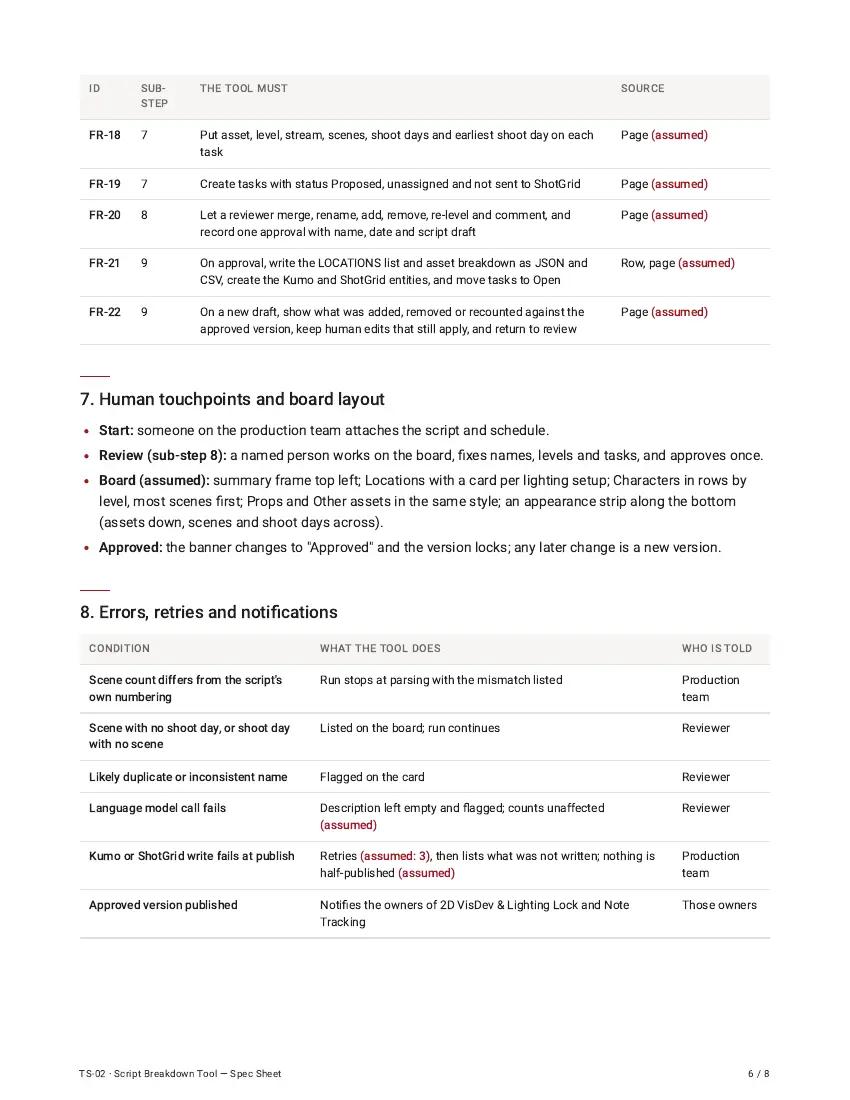 ID SUB- THE TOOL MUST SOURCE
STEP
FR-18 7 Put asset, level, stream, scenes, shoot days and earliest shoot day on each Page (assumed)
task
FR-19 7 Create tasks with status Proposed, unassigned and not sent to ShotGrid Page (assumed)
FR-20 8 Let a reviewer merge, rename, add, remove, re-level and comment, and Page (assumed)
record one approval with name, date and script draft
FR-21 9 On approval, write the LOCATIONS list and asset breakdown as JSON and Row, page (assumed)
CSV, create the Kumo and ShotGrid entities, and move tasks to Open
FR-22 9 On a new draft, show what was added, removed or recounted against the Page (assumed)
approved version, keep human edits that still apply, and return to review
7. Human touchpoints and board layout
• Start: someone on the production team attaches the script and schedule.
• Review (sub-step 8): a named person works on the board, fixes names, levels and tasks, and approves once.
• Board (assumed): summary frame top left; Locations with a card per lighting setup; Characters in rows by
level, most scenes first; Props and Other assets in the same style; an appearance strip along the bottom
(assets down, scenes and shoot days across).
• Approved: the banner changes to "Approved" and the version locks; any later change is a new version.
8. Errors, retries and notifications
CONDITION WHAT THE TOOL DOES WHO IS TOLD
Scene count differs from the script's Run stops at parsing with the mismatch listed Production
own numbering team
Scene with no shoot day, or shoot day Listed on the board; run continues Reviewer
with no scene
Likely duplicate or inconsistent name Flagged on the card Reviewer
Language model call fails Description left empty and flagged; counts unaffected Reviewer
(assumed)
Kumo or ShotGrid write fails at publish Retries (assumed: 3), then lists what was not written; nothing is Production
half-published (assumed) team
Approved version published Notifies the owners of 2D VisDev & Lighting Lock and Note Those owners
Tracking
TS-02 · Script Breakdown Tool — Spec Sheet 6 / 8